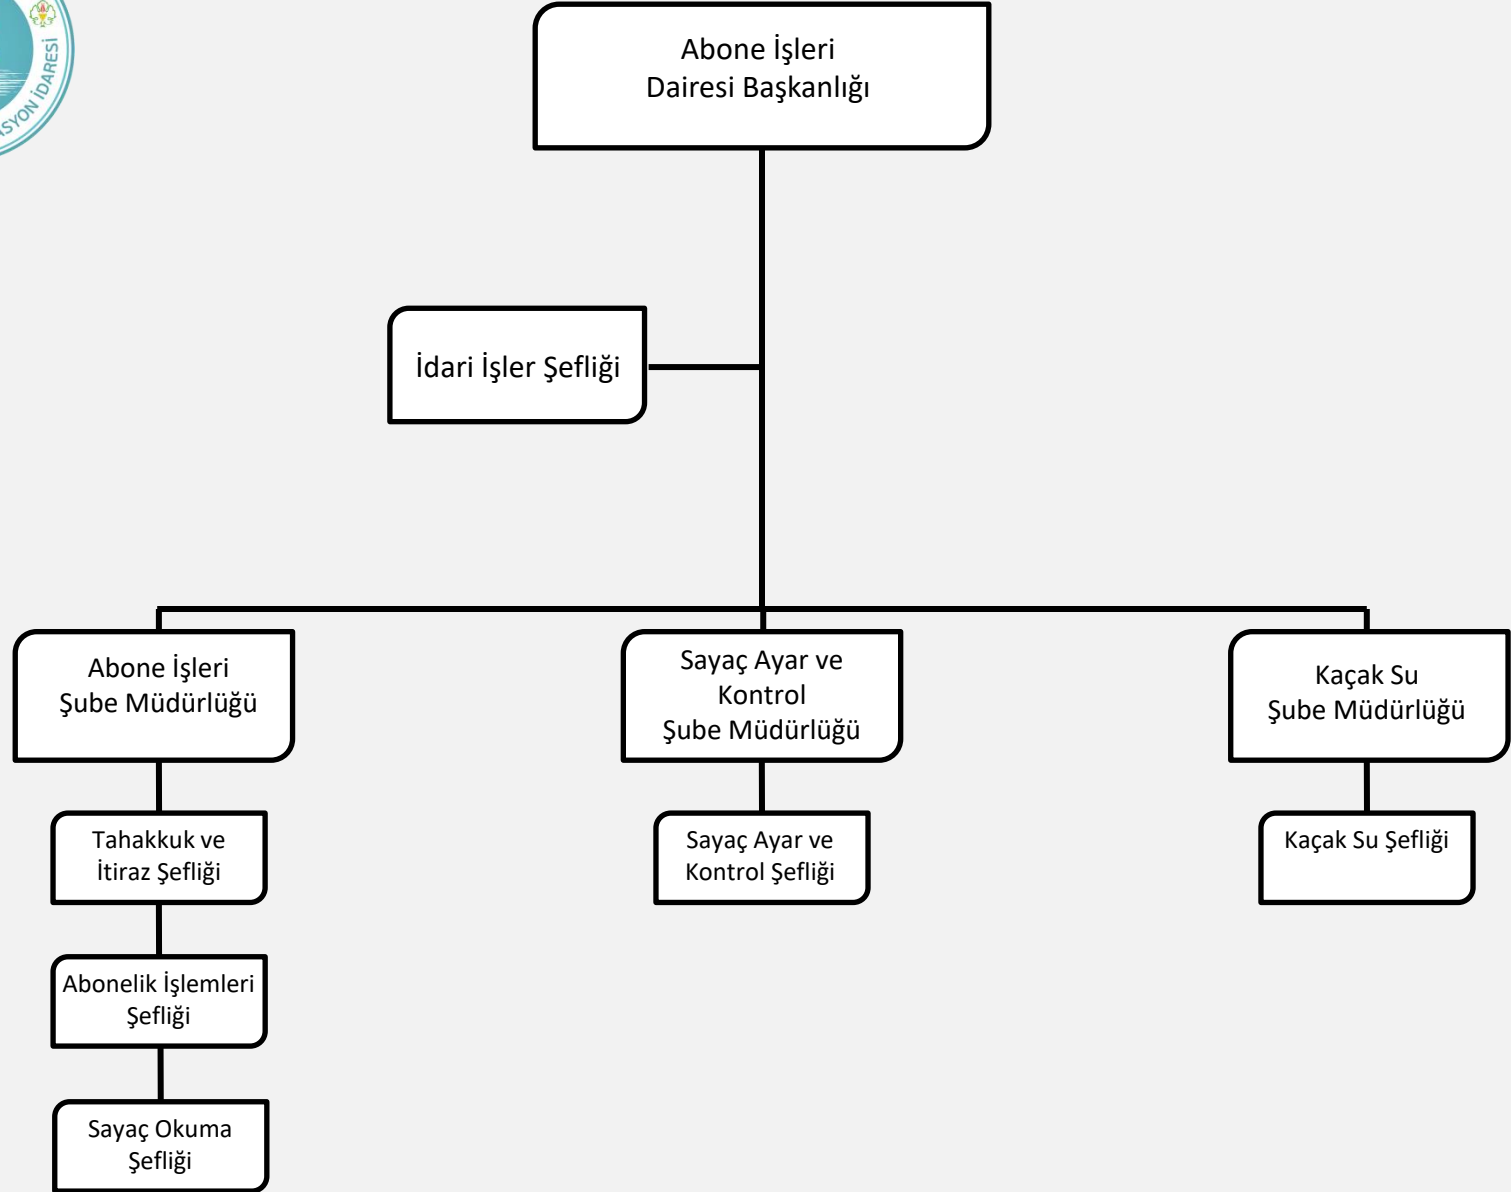 ASYON İDARESİ
Abone İşleri
Dairesi Başkanlığı
İdari İşler Şefliği
Abone İşleri
Şube Müdürlüğü
Sayaç Ayar ve
Kontrol
Şube Müdürlüğü
Kaçak Su
Şube Müdürlüğü
Tahakkuk ve
İtiraz Şefliği
Sayaç Ayar ve
Kontrol Şefliği
Kaçak Su Şefliği
Abonelik İşlemleri
Şefliği
Sayaç Okuma
Şefliği